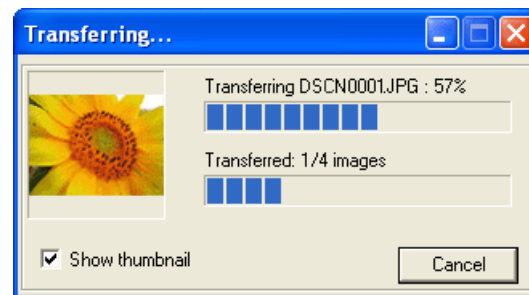 Transferring...
Transferring DSCN0001.JPG : 57%
Transferred: 1/4 images
Show thumbnail
Cancel